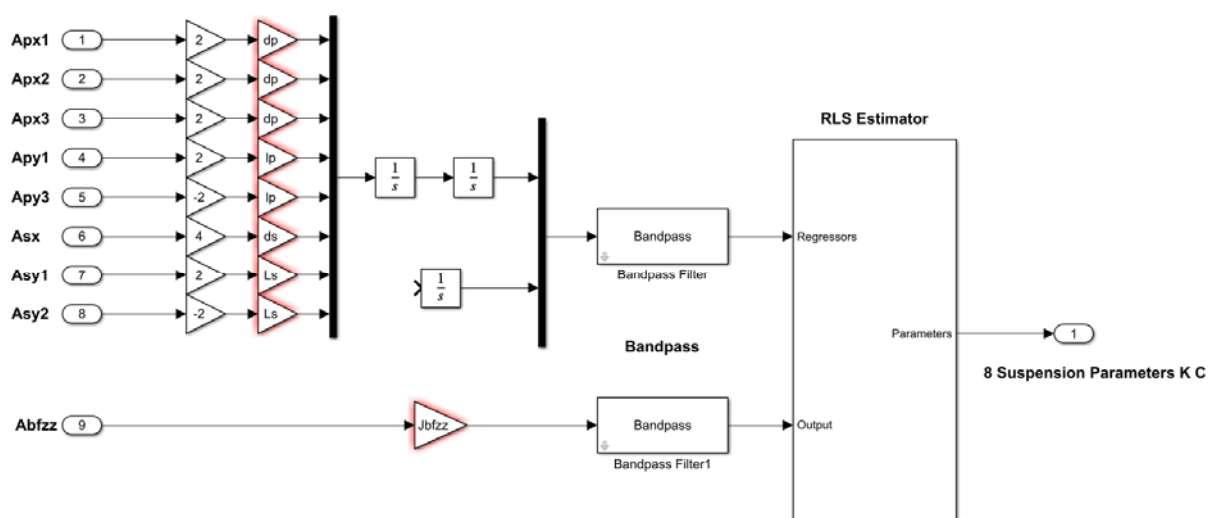 Apx1 1 2 dp
Apx2 2 2 dp
Apx3 3 2 dp
Apy1 4 2 lp
Apy3 5 -2 lp
Asx 6 4 ds
Asy1 7 2 Ls
Asy2 8 -2 Ls
1
s
1
s
1
s
Bandpass
Bandpass Filter
Bandpass
RLS Estimator
Regressors
Parameters
Output
1
8 Suspension Parameters K C
Abfzz 9 Jbfzz
Bandpass
Bandpass Filter1